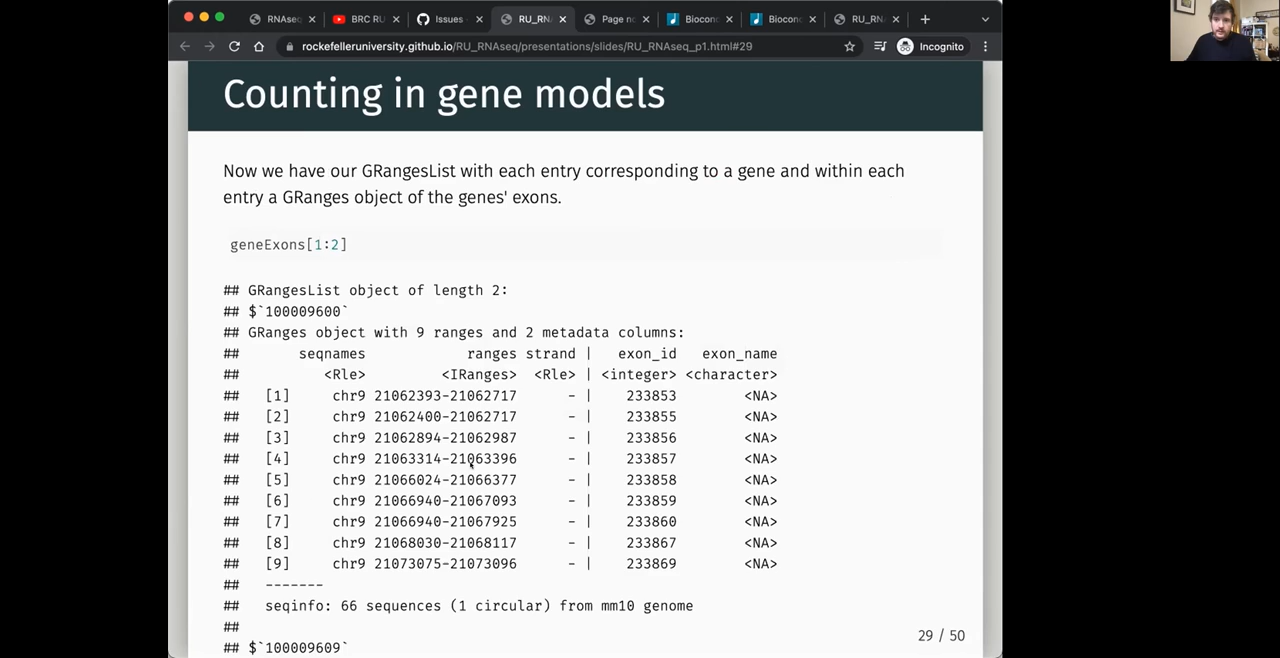 RNAseq
BRC RU
Issues
RU_RN
Page no
Biocon
Biocon
RU_RN
rockefelleruniversity.github.io/RU_RNAseq/presentations/slides/RU_RNAseq_p1.html#29
Incognito
Counting in gene models
Now we have our GRangesList with each entry corresponding to a gene and within each
entry a GRanges object of the genes' exons.
geneExons[1:2]
## GRangesList object of length 2:
## $`100009600`
## GRanges object with 9 ranges and 2 metadata columns:
## seqnames ranges strand | exon_id exon_name
## <Rle> <IRanges> <Rle> | <integer> <character>
## [1] chr9 21062393-21062717 - | 233853 <NA>
## [2] chr9 21062400-21062717 - | 233855 <NA>
## [3] chr9 21062894-21062987 - | 233856 <NA>
## [4] chr9 21063314-21063396 - | 233857 <NA>
## [5] chr9 21066024-21066377 - | 233858 <NA>
## [6] chr9 21066940-21067093 - | 233859 <NA>
## [7] chr9 21066940-21067925 - | 233860 <NA>
## [8] chr9 21068030-21068117 - | 233867 <NA>
## [9] chr9 21073075-21073096 - | 233869 <NA>
## -------
## seqinfo: 66 sequences (1 circular) from mm10 genome
##
## $`100009609`
29 / 50